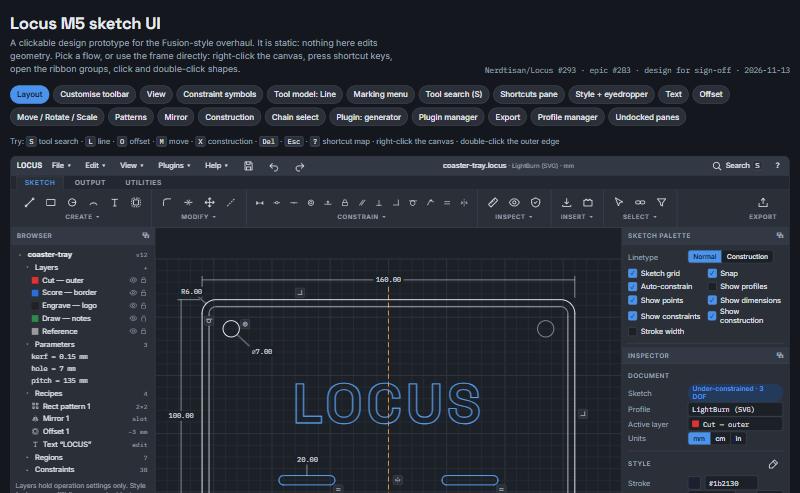 Locus M5 sketch UI
A clickable design prototype for the Fusion-style overhaul. It is static: nothing here edits
geometry. Pick a flow, or use the frame directly: right-click the canvas, press shortcut keys,
open the ribbon groups, click and double-click shapes.
Nerdtisan/Locus #293 · epic #283 · design for sign-off · 2026-11-13
Layout Customise toolbar View Constraint symbols Tool model: Line Marking menu Tool search (S) Shortcuts pane Style + eyedropper Text Offset
Move / Rotate / Scale Patterns Mirror Construction Chain select Plugin: generator Plugin manager Export Profile manager Undocked panes
Try: S tool search · L line · O offset · M move · X construction · Del · Esc · ? shortcut map · right-click the canvas · double-click the outer edge
LOCUS File Edit View Plugins Help coaster-tray.locus · LightBurn (SVG) · mm Search S ?
SKETCH OUTPUT UTILITIES
CREATE MODIFY CONSTRAIN INSPECT INSERT SELECT EXPORT
BROWSER
coaster-tray v12
Layers +
Cut — outer
Score — border
Engrave — logo
Draw — notes
Reference
Parameters 3
kerf = 0.15 mm
hole = 7 mm
pitch = 135 mm
Recipes 4
Rect pattern 1 2×2
Mirror 1 slot
Offset 1 -3 mm
Text "LOCUS" edit
Regions 7
Constraints 38
Layers hold operation settings only. Style
160.00
R6.00
⌀7.00
LOCUS
100.00
20.00
SKETCH PALETTE
Linetype Normal Construction
Sketch grid Snap
Auto-constrain Show profiles
Show points Show dimensions
Show constraints Show construction
Stroke width
INSPECTOR
DOCUMENT
Sketch Under-constrained · 3 DOF
Profile LightBurn (SVG)
Active layer Cut — outer
Units mm cm in
STYLE
Stroke #1b2130